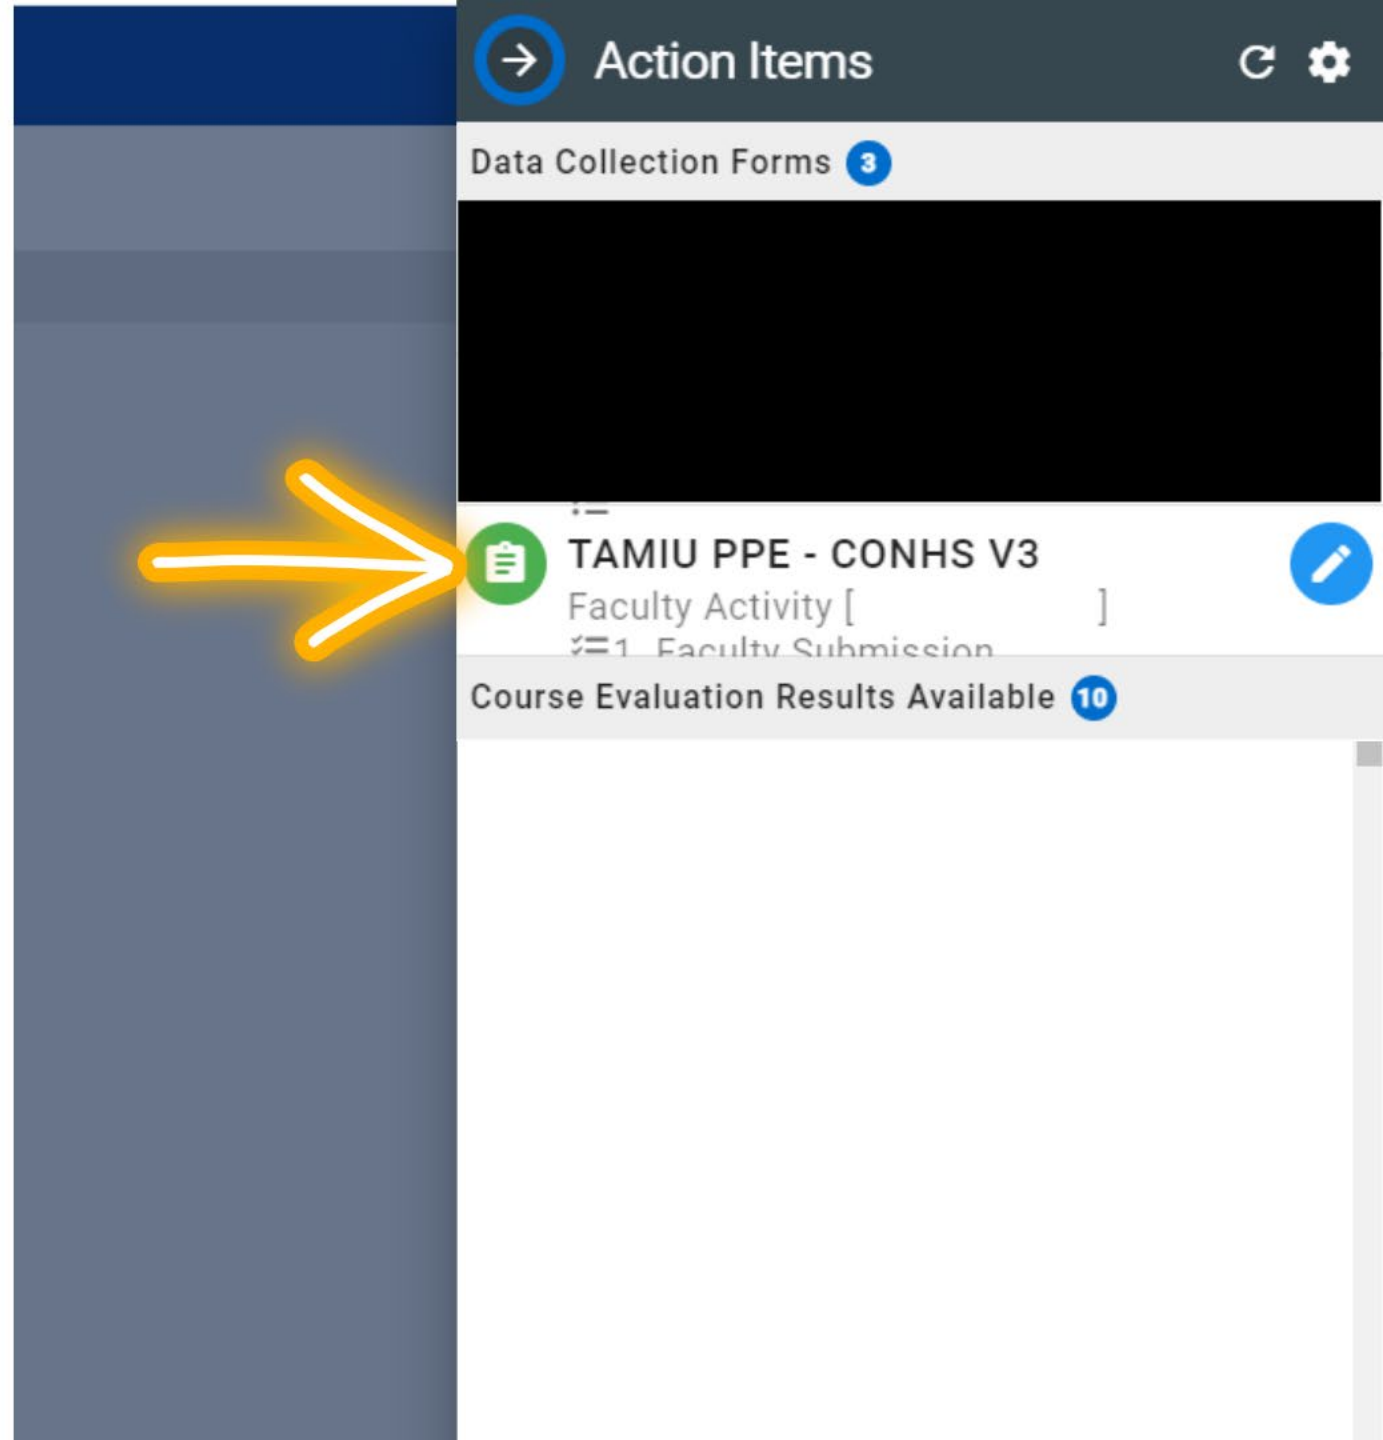 Action Items
Data Collection Forms 3
TAMIU PPE - CONHS V3
Faculty Activity [ ]
1. Faculty Submission
Course Evaluation Results Available 10